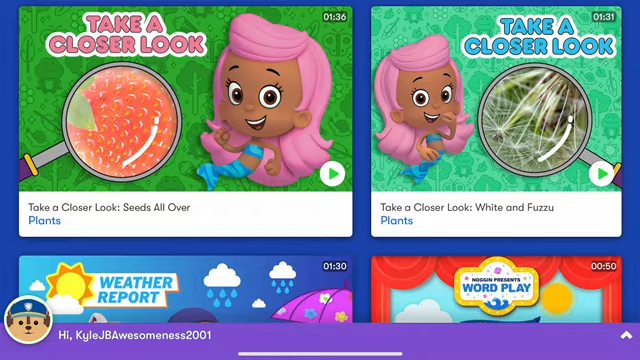 01:36
TAKE A
CLOSER LOOK
Take a Closer Look: Seeds All Over
Plants
01:31
TAKE A
CLOSER LOOK
Take a Closer Look: White and Fuzzu
Plants
01:30
WEATHER
REPORT
00:50
NOGGIN PRESENTS
WORD PLAY
Hi, KyleJBAwesomeness2001